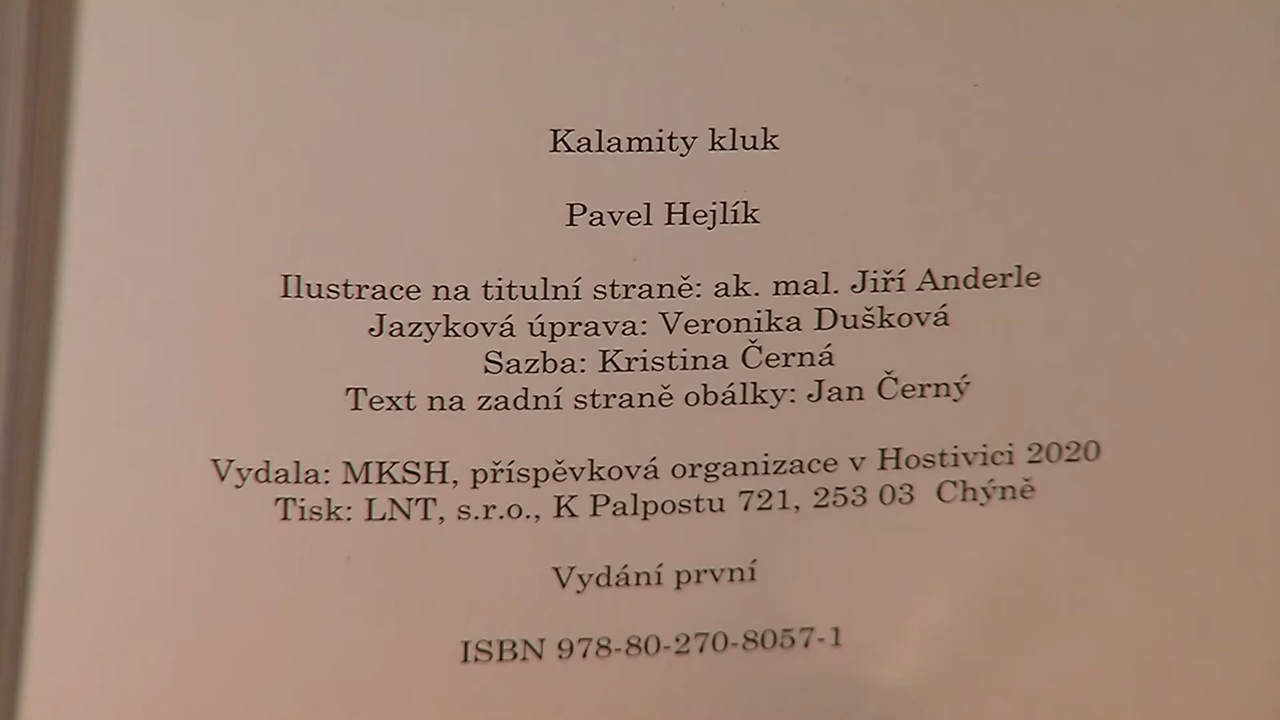 Kalamity kluk
Pavel Hejlík
Ilustrace na titulní straně: ak. mal. Jiří Anderle
Jazyková úprava: Veronika Dušková
Sazba: Kristina Černá
Text na zadní straně obálky: Jan Černý
Vydala: MKSH, příspěvková organizace v Hostivici 2020
Tisk: LNT, s.r.o., K Palpostu 721, 253 03  Chýně
Vydání první
ISBN 978-80-270-8057-1